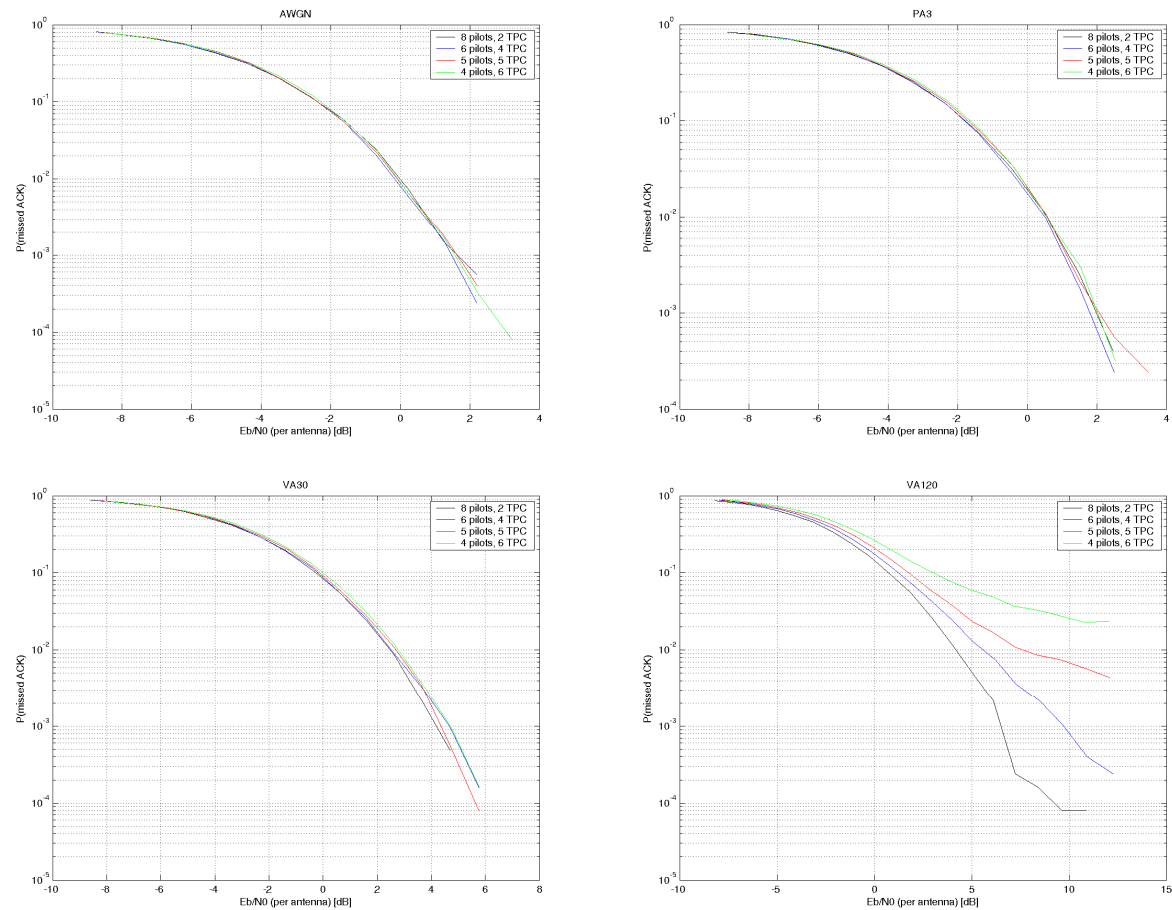 AWGN
P(missed ACK)
10^0
10^-1
10^-2
10^-3
10^-4
10^-5
8 pilots, 2 TPC
6 pilots, 4 TPC
5 pilots, 5 TPC
4 pilots, 6 TPC
-10 -8 -6 -4 -2 0 2 4
Eb/N0 (per antenna) [dB]
PA3
P(missed ACK)
10^0
10^-1
10^-2
10^-3
10^-4
8 pilots, 2 TPC
6 pilots, 4 TPC
5 pilots, 5 TPC
4 pilots, 6 TPC
-10 -8 -6 -4 -2 0 2 4
Eb/N0 (per antenna) [dB]
VA30
P(missed ACK)
10^0
10^-1
10^-2
10^-3
10^-4
10^-5
8 pilots, 2 TPC
6 pilots, 4 TPC
5 pilots, 5 TPC
4 pilots, 6 TPC
-10 -8 -6 -4 -2 0 2 4 6 8
Eb/N0 (per antenna) [dB]
VA120
P(missed ACK)
10^0
10^-1
10^-2
10^-3
10^-4
10^-5
8 pilots, 2 TPC
6 pilots, 4 TPC
5 pilots, 5 TPC
4 pilots, 6 TPC
-10 -5 0 5 10 15
Eb/N0 (per antenna) [dB]